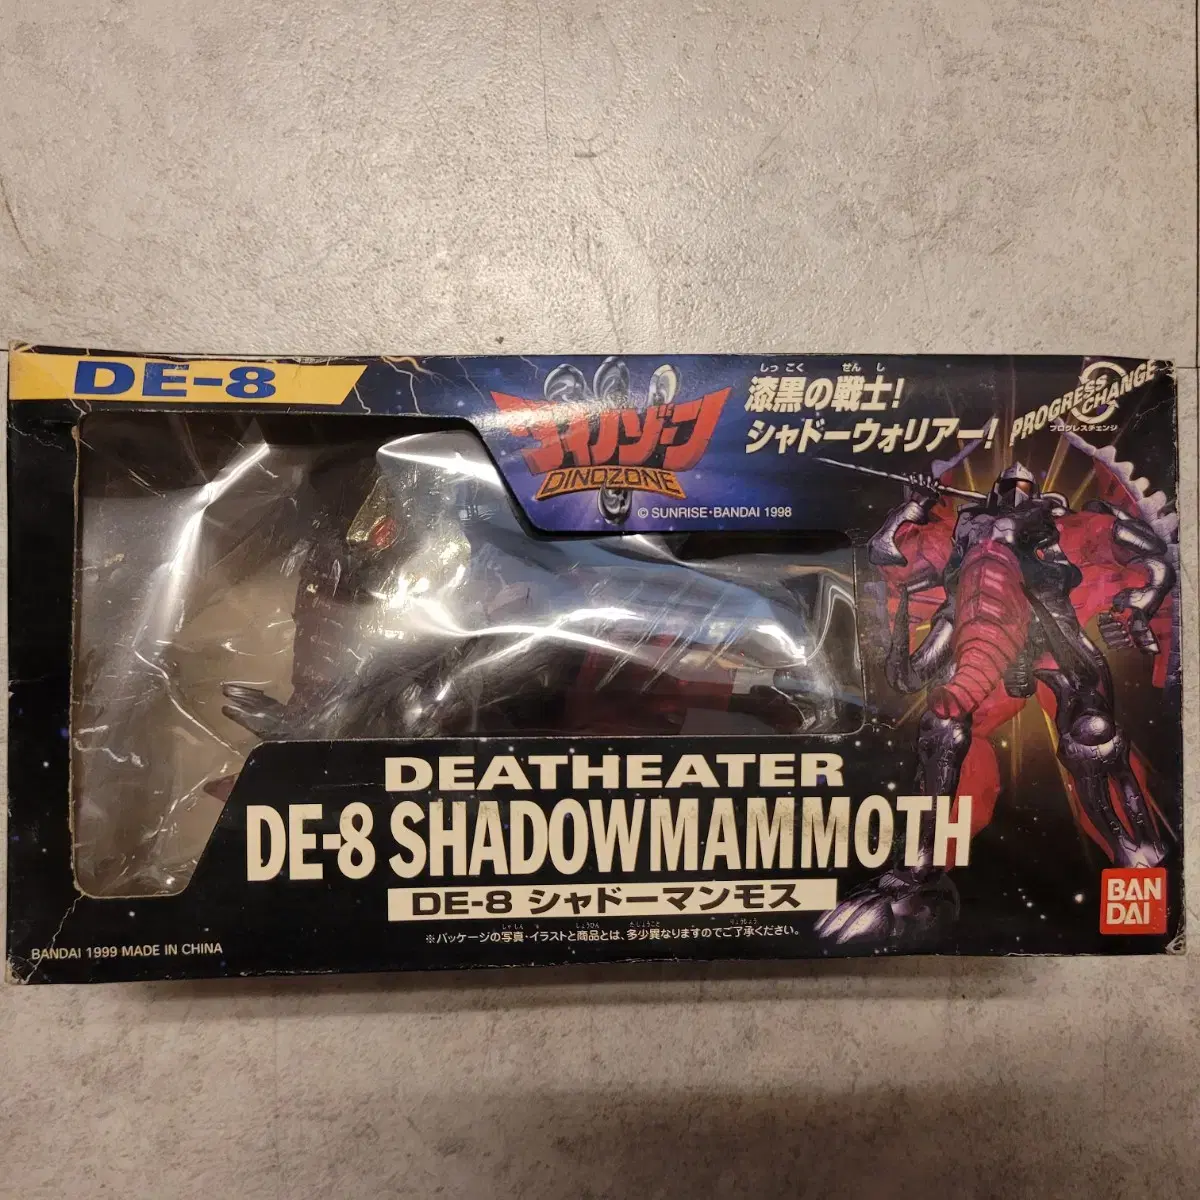 DE-8
ダイノゾーン
DINOZONE
© SUNRISE・BANDAI 1998
しっ こく せん し
漆黒の戦士!
シャドーウォリアー!
PROGRESS
CHANGE
プログレスチェンジ
DEATHEATER
DE-8 SHADOWMAMMOTH
DE-8 シャドーマンモス
※パッケージの写真・イラストと商品とは、多少異なりますのでご了承ください。
BANDAI 1999 MADE IN CHINA
BAN
DAI